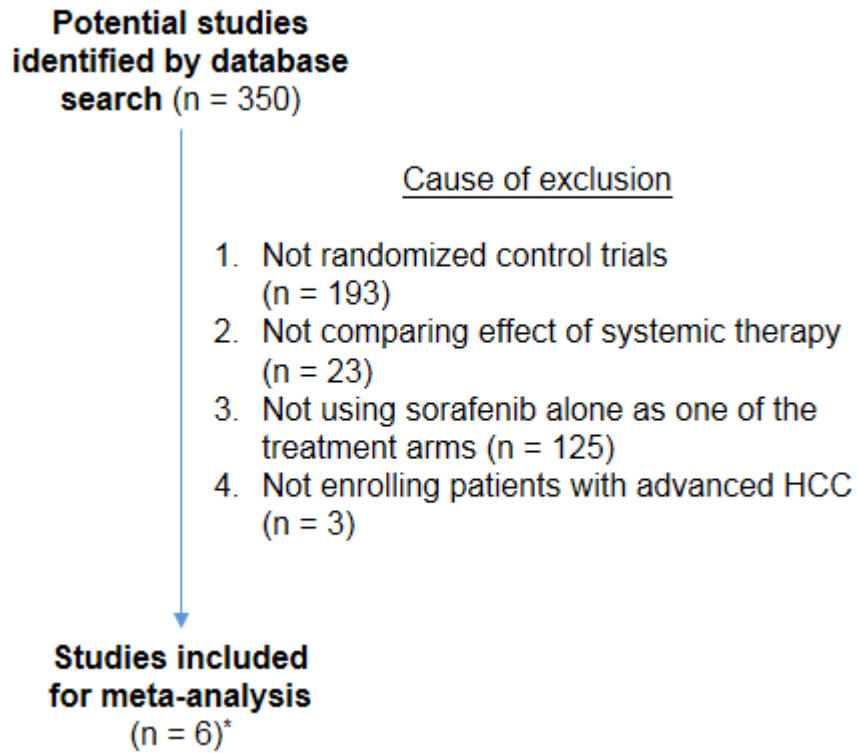 Potential studies
identified by database
search (n = 350)
Cause of exclusion
1. Not randomized control trials
(n = 193)
2. Not comparing effect of systemic therapy
(n = 23)
3. Not using sorafenib alone as one of the
treatment arms (n = 125)
4. Not enrolling patients with advanced HCC
(n = 3)
Studies included
for meta-analysis
(n = 6)*